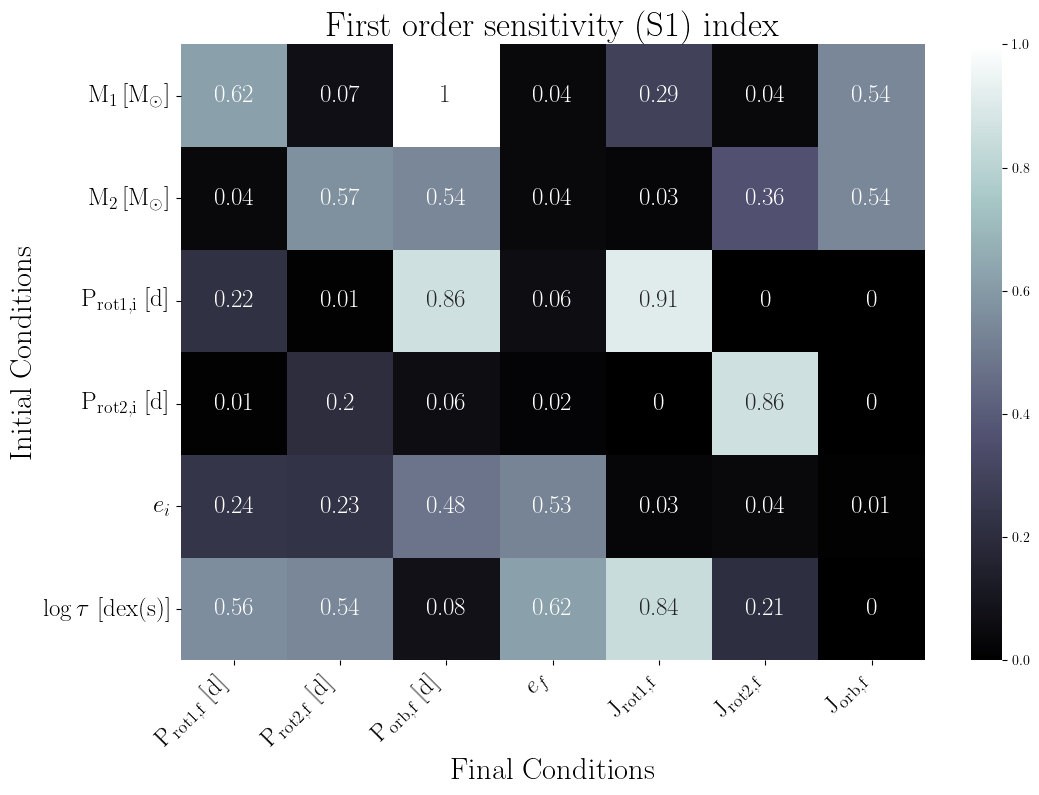 First order sensitivity (S1) index
M₁ [M⊙] 0.62 0.07 1 0.04 0.29 0.04 0.54
M₂ [M⊙] 0.04 0.57 0.54 0.04 0.03 0.36 0.54
P_rot1,i [d] 0.22 0.01 0.86 0.06 0.91 0 0
P_rot2,i [d] 0.01 0.2 0.06 0.02 0 0.86 0
e_i 0.24 0.23 0.48 0.53 0.03 0.04 0.01
log τ [dex(s)] 0.56 0.54 0.08 0.62 0.84 0.21 0
P_rot1,f [d] P_rot2,f [d] P_orb,f [d] e_f J_rot1,f J_rot2,f J_orb,f
Final Conditions
Initial Conditions
1.0
0.8
0.6
0.4
0.2
0.0